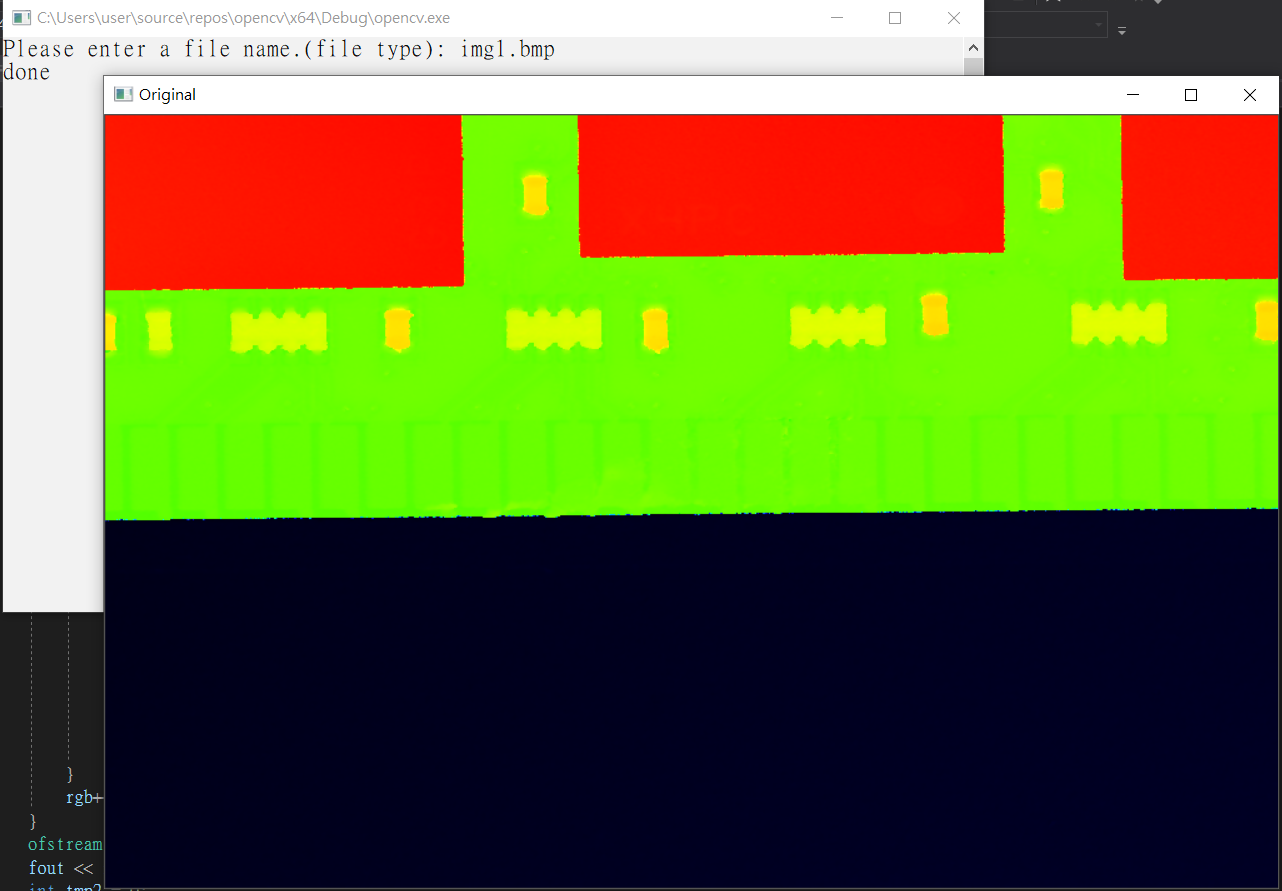 C:\Users\user\source\repos\opencv\x64\Debug\opencv.exe
Please enter a file name.(file type): img1.bmp
done
Original
}
rgb+
}
ofstream
fout <<
int tmp2